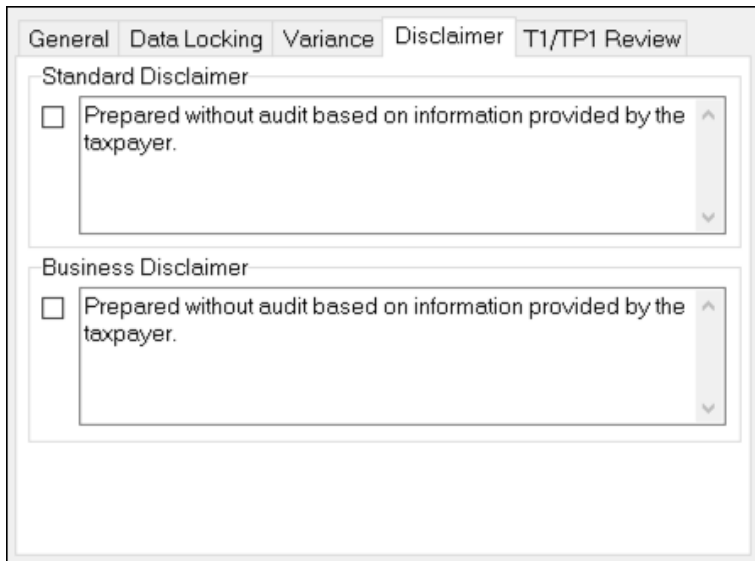 General Data Locking Variance Disclaimer T1/TP1 Review
Standard Disclaimer
Prepared without audit based on information provided by the
taxpayer.
Business Disclaimer
Prepared without audit based on information provided by the
taxpayer.